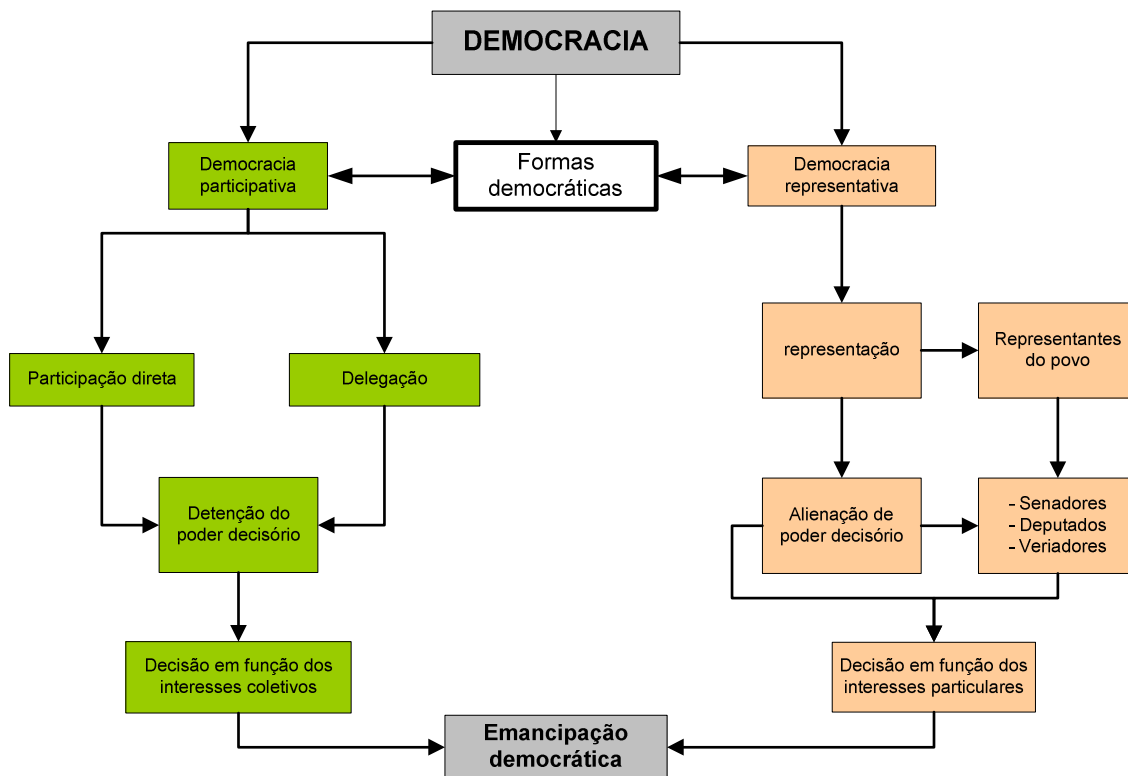 DEMOCRACIA
Democracia
participativa
Formas
democráticas
Democracia
representativa
Participação direta
Delegação
representação
Representantes
do povo
Detenção do
poder decisório
Alienação de
poder decisório
- Senadores
- Deputados
- Veriadores
Decisão em função dos
interesses coletivos
Decisão em função dos
interesses particulares
Emancipação
democrática